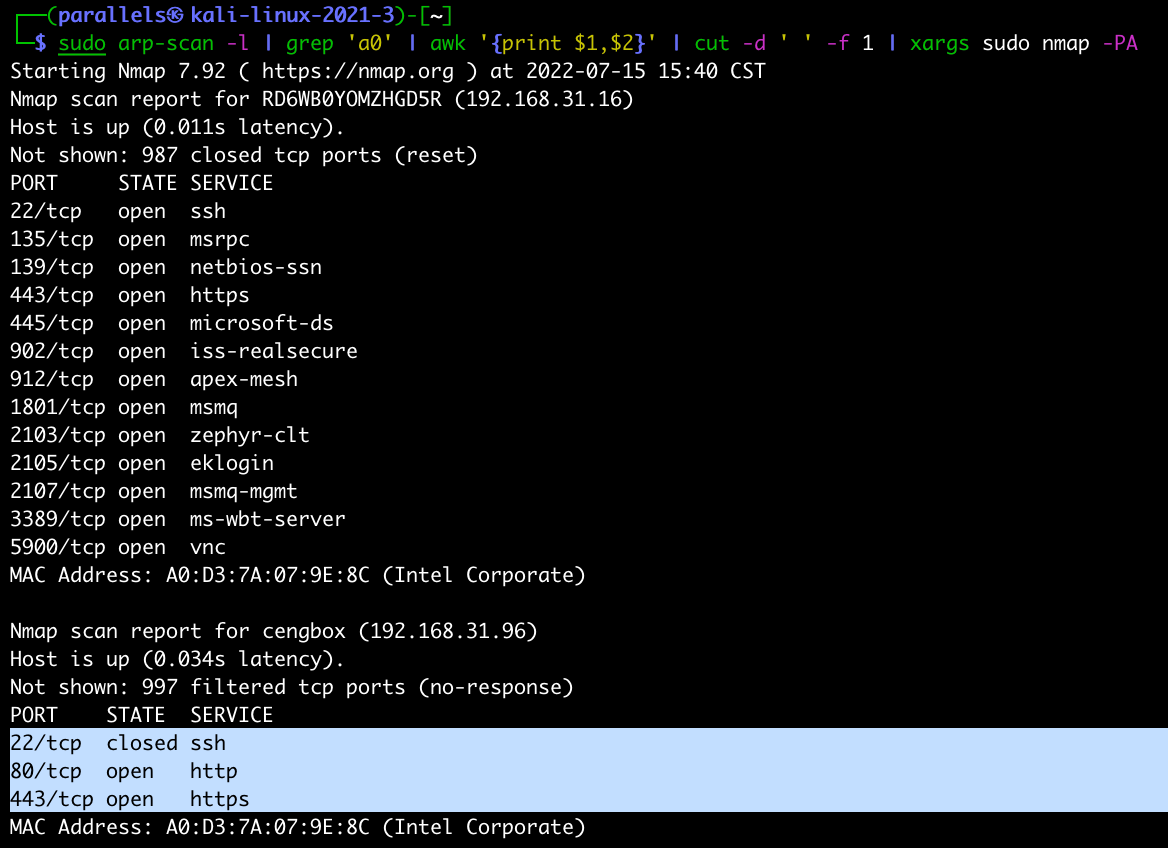 ┌──(parallels㉿kali-linux-2021-3)-[~]
└─$ sudo arp-scan -l | grep 'a0' | awk '{print $1,$2}' | cut -d ' ' -f 1 | xargs sudo nmap -PA
Starting Nmap 7.92 ( https://nmap.org ) at 2022-07-15 15:40 CST
Nmap scan report for RD6WB0YOMZHGD5R (192.168.31.16)
Host is up (0.011s latency).
Not shown: 987 closed tcp ports (reset)
PORT     STATE SERVICE
22/tcp   open  ssh
135/tcp  open  msrpc
139/tcp  open  netbios-ssn
443/tcp  open  https
445/tcp  open  microsoft-ds
902/tcp  open  iss-realsecure
912/tcp  open  apex-mesh
1801/tcp open  msmq
2103/tcp open  zephyr-clt
2105/tcp open  eklogin
2107/tcp open  msmq-mgmt
3389/tcp open  ms-wbt-server
5900/tcp open  vnc
MAC Address: A0:D3:7A:07:9E:8C (Intel Corporate)

Nmap scan report for cengbox (192.168.31.96)
Host is up (0.034s latency).
Not shown: 997 filtered tcp ports (no-response)
PORT    STATE  SERVICE
22/tcp  closed ssh
80/tcp  open   http
443/tcp open   https
MAC Address: A0:D3:7A:07:9E:8C (Intel Corporate)